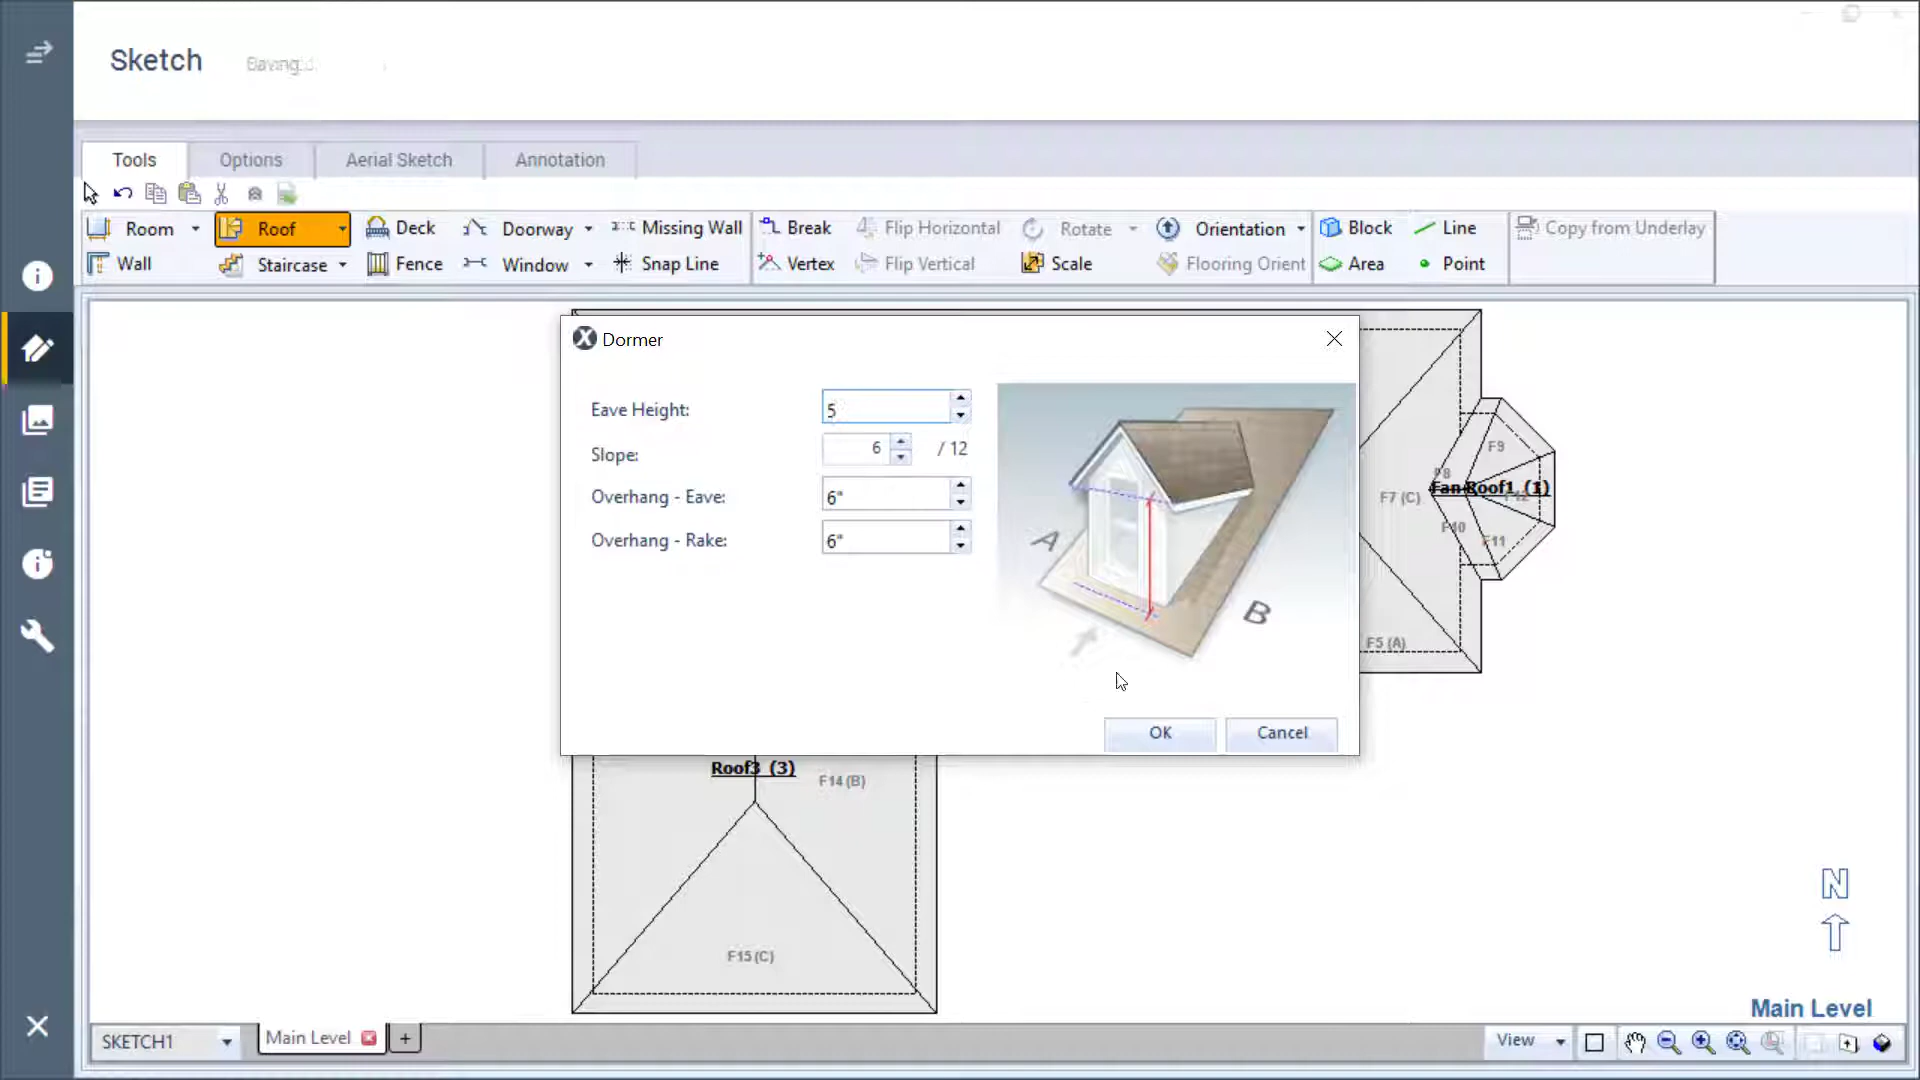 Sketch
Tools Options Aerial Sketch Annotation
Room Roof Deck Doorway Missing Wall Break Flip Horizontal Rotate Orientation Block Line Copy from Underlay
Wall Staircase Fence Window Snap Line Vertex Flip Vertical Scale Flooring Orient Area Point
Dormer
Eave Height: 5
Slope: 6 / 12
Overhang - Eave: 6"
Overhang - Rake: 6"
A
B
OK Cancel
F9
F8
F7 (C)
Fan Roof1 (1)
F12
F10
F11
F5 (A)
Roof3 (3)
F14 (B)
F15 (C)
N
Main Level
SKETCH1 Main Level + View